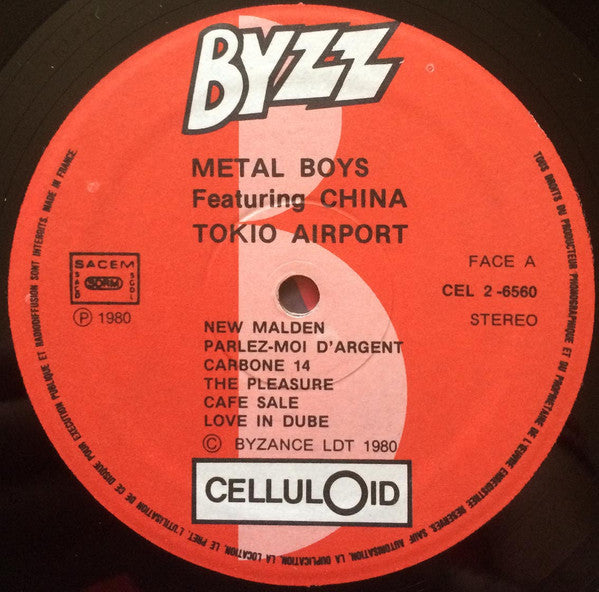 BYZZ
METAL BOYS
Featuring CHINA
TOKIO AIRPORT
FACE A
CEL 2-6560
STEREO
SACEM
SACD
SDRM
SGDL
Ⓟ 1980
NEW MALDEN
PARLEZ-MOI D'ARGENT
CARBONE 14
THE PLEASURE
CAFE SALE
LOVE IN DUBE
© BYZANCE LDT 1980
CELLULOID
TOUS DROITS DU PRODUCTEUR PHONOGRAPHIQUE ET DU PROPRIETAIRE DE L'ŒUVRE ENREGISTREE RESERVES. SAUF AUTORISATION, LA DUPLICATION, LA LOCATION, LE PRET, L'UTILISATION DE CE DISQUE POUR EXECUTION PUBLIQUE ET RADIODIFFUSION SONT INTERDITS. MADE IN FRANCE.